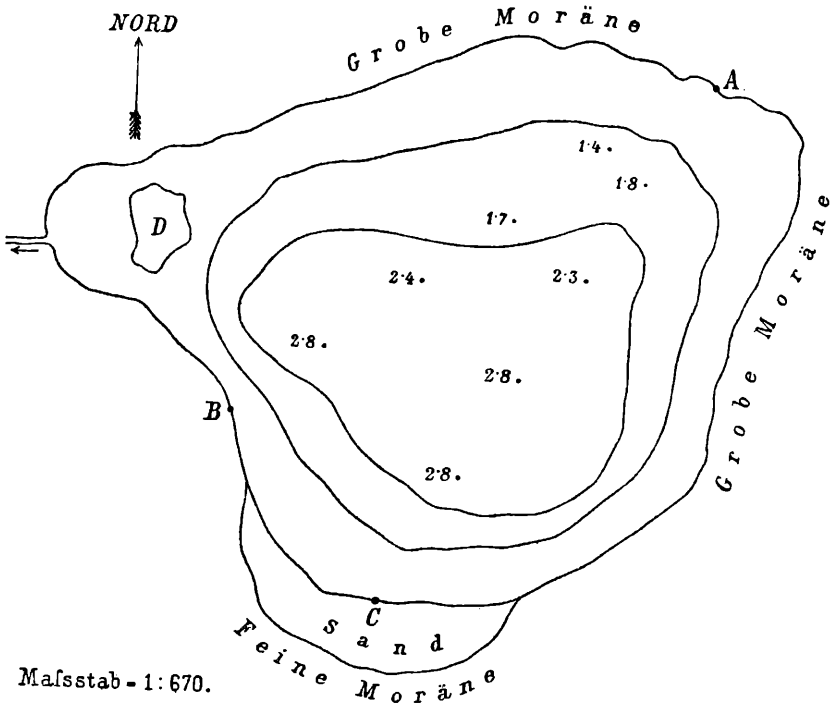 NORD
Grobe Moräne
A
1·4.
1·8.
D
1·7.
2·4.
2·3.
Grobe Moräne
2·8.
2·8.
B
2·8.
C
Sand
Feine Moräne
Maſsstab = 1:670.